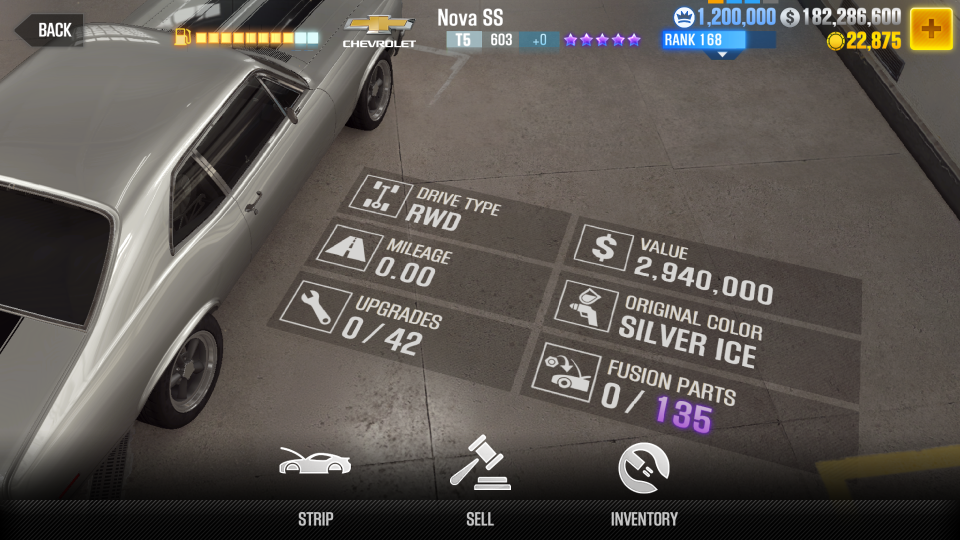 BACK
CHEVROLET
Nova SS
T5 603 +0
1,200,000
182,286,600
RANK 168
22,875
DRIVE TYPE
RWD
MILEAGE
0.00
UPGRADES
0/42
VALUE
2,940,000
ORIGINAL COLOR
SILVER ICE
FUSION PARTS
0/135
STRIP
SELL
INVENTORY